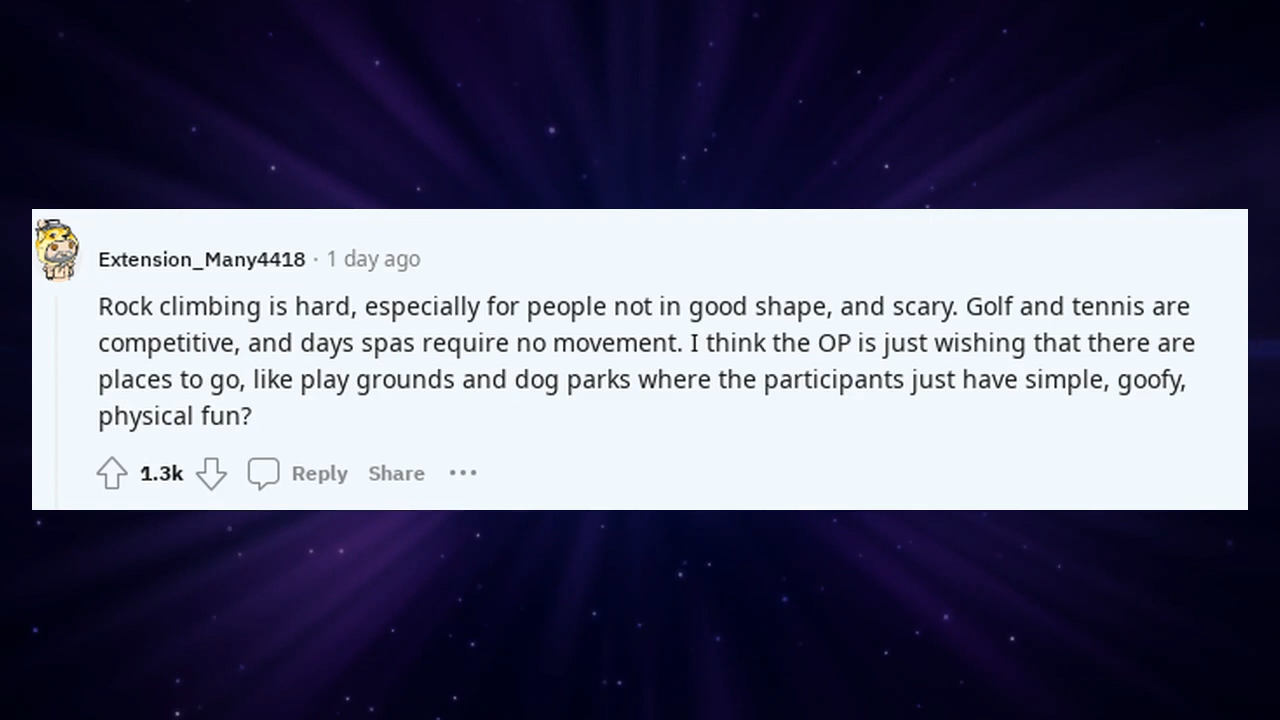 Extension_Many4418 · 1 day ago
Rock climbing is hard, especially for people not in good shape, and scary. Golf and tennis are
competitive, and days spas require no movement. I think the OP is just wishing that there are
places to go, like play grounds and dog parks where the participants just have simple, goofy,
physical fun?
1.3k Reply Share ···